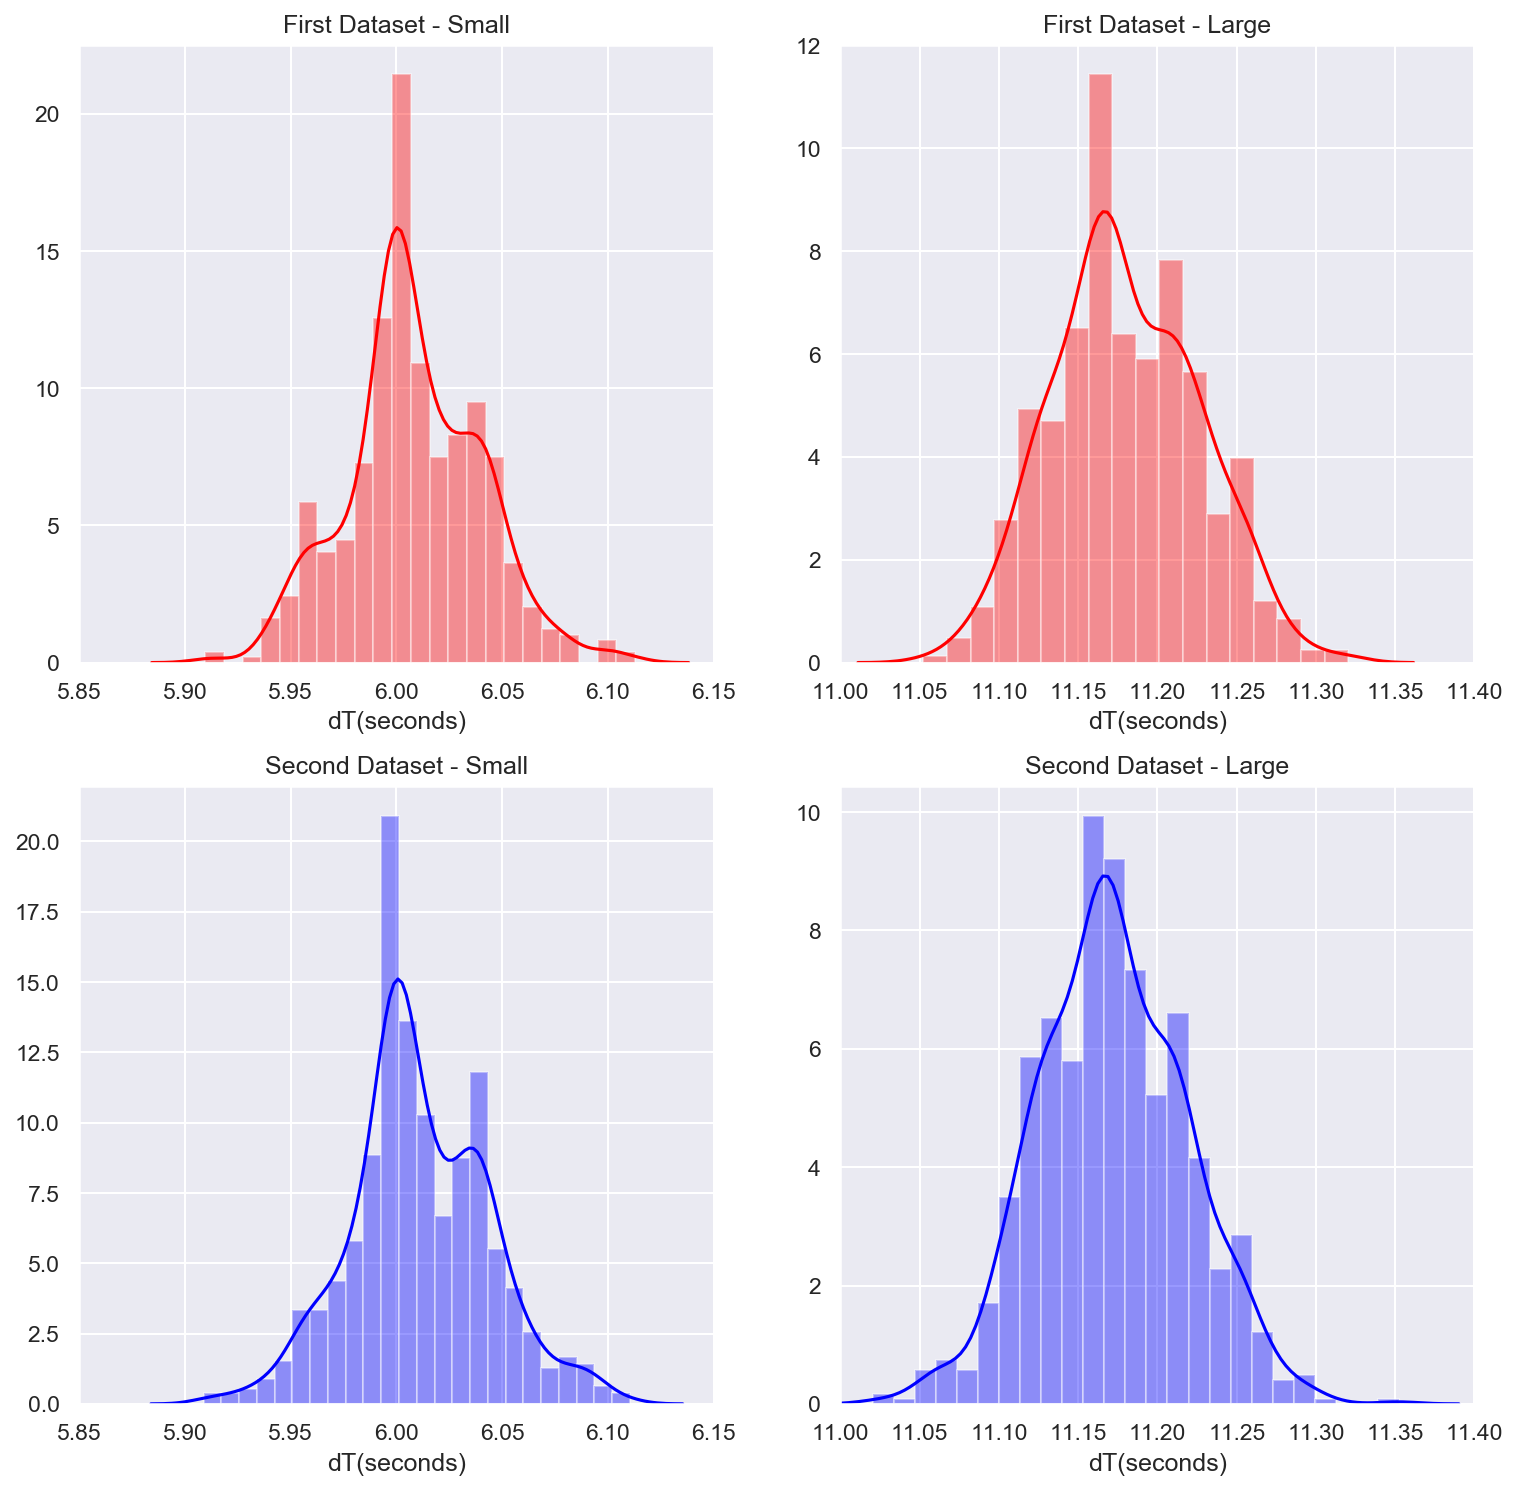 First Dataset - Small
20
15
10
5
0
5.85 5.90 5.95 6.00 6.05 6.10 6.15
dT(seconds)
First Dataset - Large
12
10
8
6
4
2
0
11.00 11.05 11.10 11.15 11.20 11.25 11.30 11.35 11.40
dT(seconds)
Second Dataset - Small
20.0
17.5
15.0
12.5
10.0
7.5
5.0
2.5
0.0
5.85 5.90 5.95 6.00 6.05 6.10 6.15
dT(seconds)
Second Dataset - Large
10
8
6
4
2
0
11.00 11.05 11.10 11.15 11.20 11.25 11.30 11.35 11.40
dT(seconds)